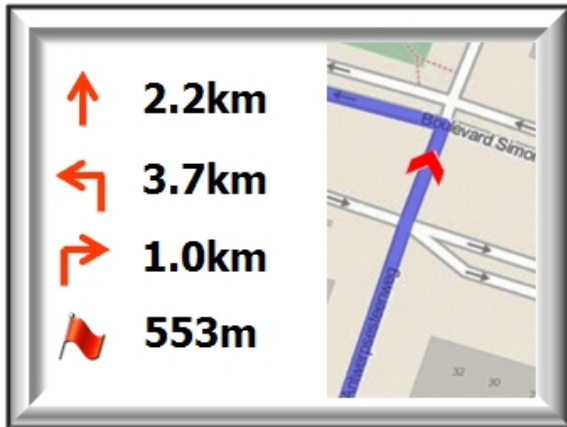 2.2km
3.7km
1.0km
553m
Boulevard Simon
Antwerpsesteenweg
32
30